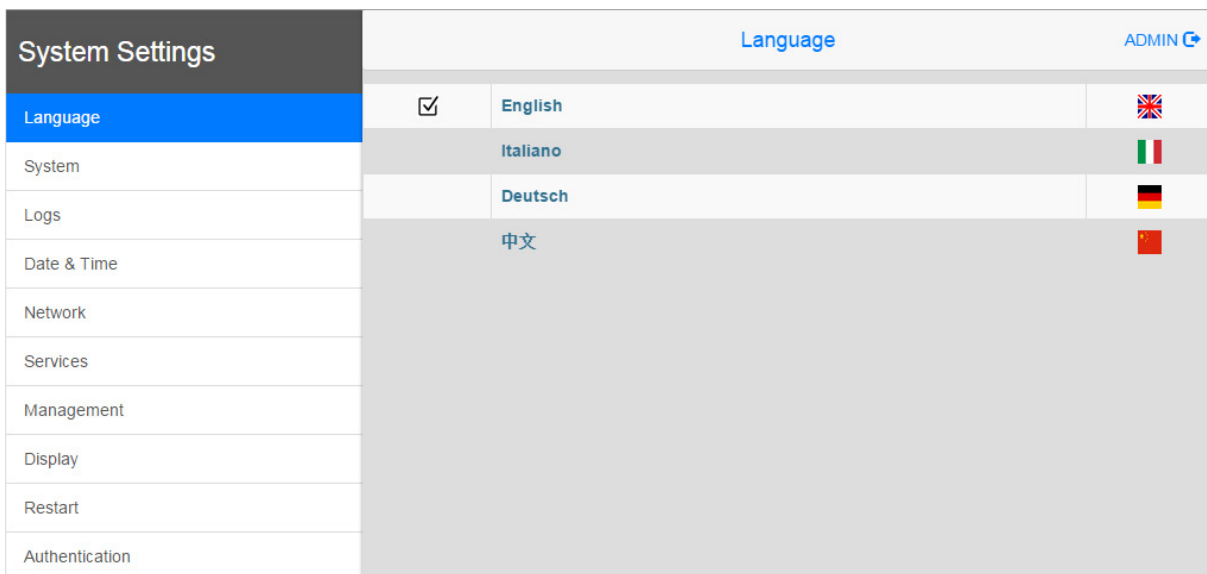 System Settings
Language
System
Logs
Date & Time
Network
Services
Management
Display
Restart
Authentication
Language
ADMIN
English
Italiano
Deutsch
中文